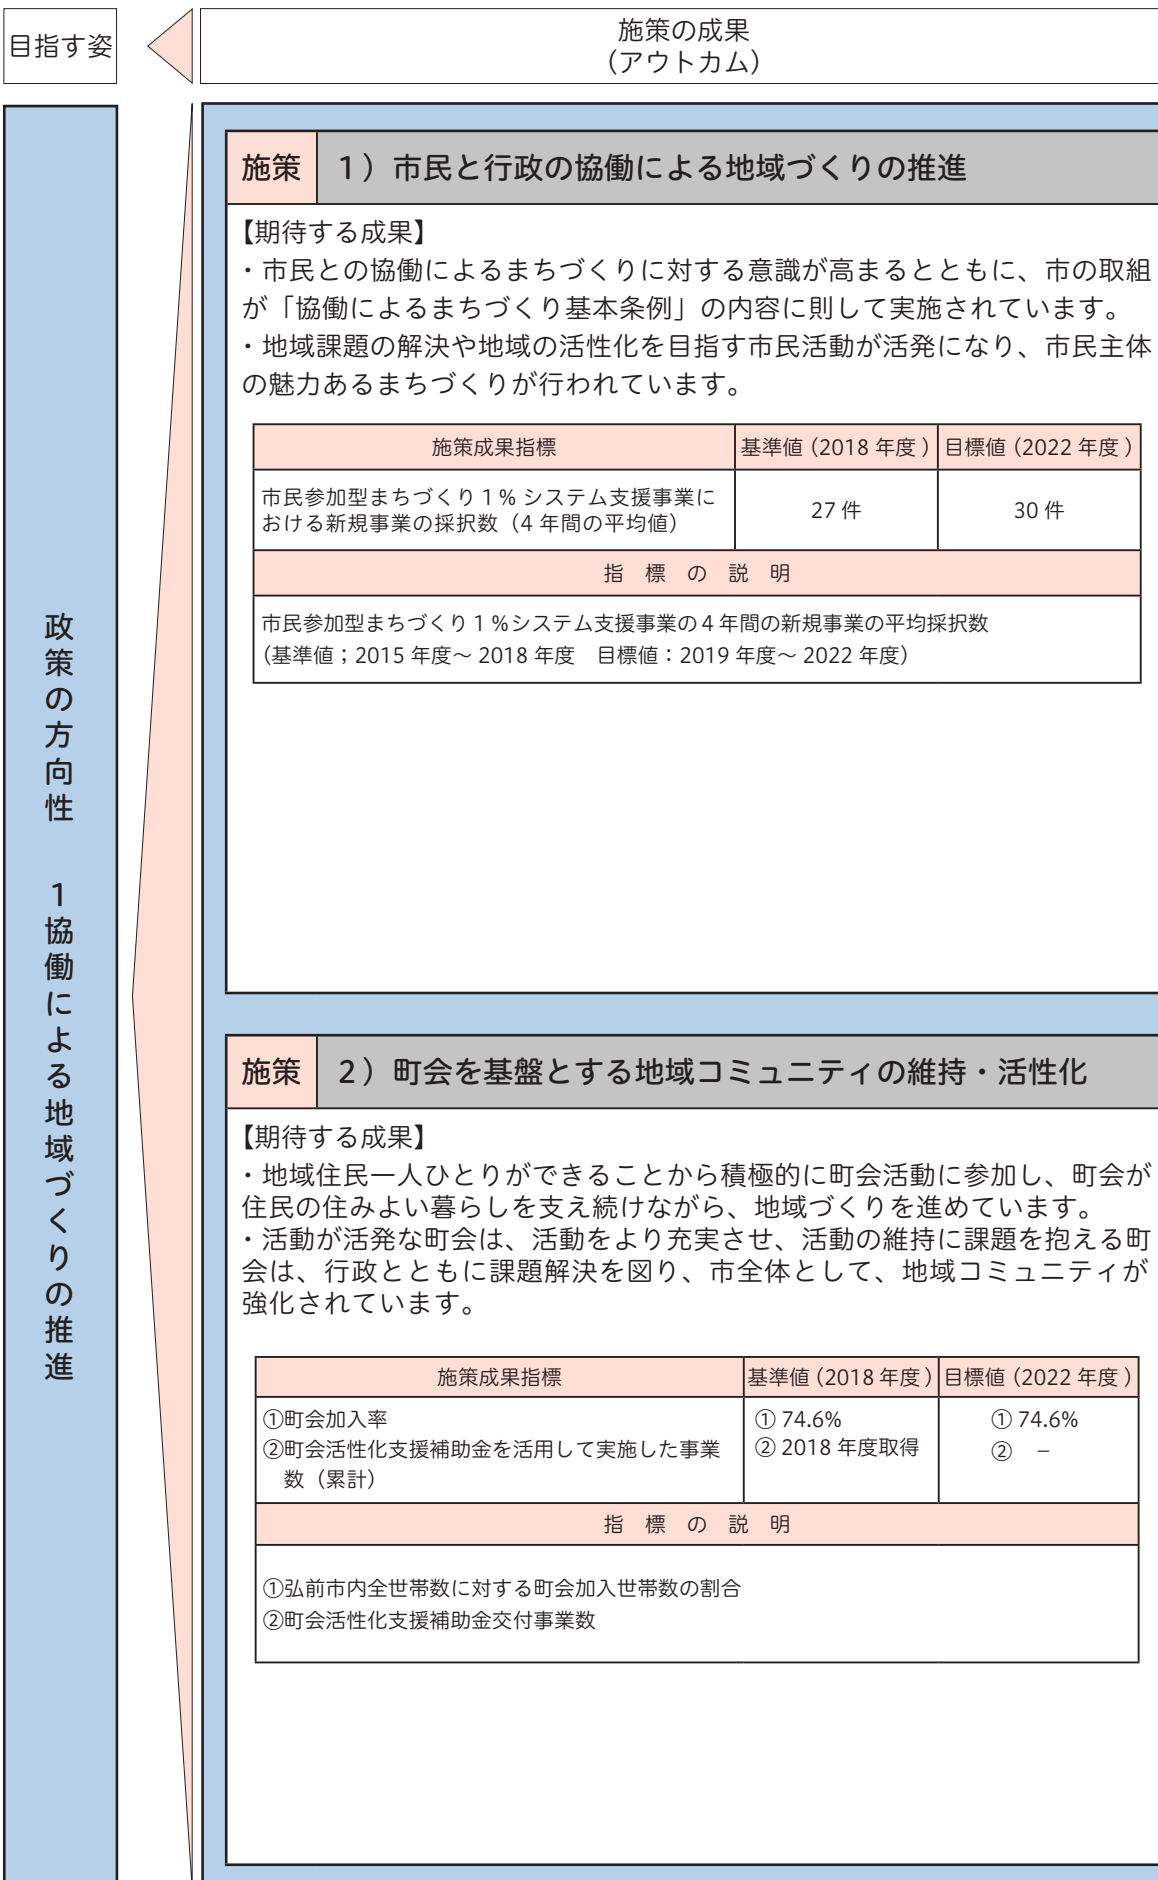 目指す姿
施策の成果
（アウトカム）
政策の方向性　１協働による地域づくりの推進
施策　１）市民と行政の協働による地域づくりの推進
【期待する成果】
・市民との協働によるまちづくりに対する意識が高まるとともに、市の取組
が「協働によるまちづくり基本条例」の内容に則して実施されています。
・地域課題の解決や地域の活性化を目指す市民活動が活発になり、市民主体
の魅力あるまちづくりが行われています。
施策成果指標　基準値（2018 年度）　目標値（2022 年度）
市民参加型まちづくり１% システム支援事業に
おける新規事業の採択数（4 年間の平均値）
27 件　30 件
指　標　の　説　明
市民参加型まちづくり１%システム支援事業の４年間の新規事業の平均採択数
（基準値；2015 年度～ 2018 年度　目標値：2019 年度～ 2022 年度）
施策　２）町会を基盤とする地域コミュニティの維持・活性化
【期待する成果】
・地域住民一人ひとりができることから積極的に町会活動に参加し、町会が
住民の住みよい暮らしを支え続けながら、地域づくりを進めています。
・活動が活発な町会は、活動をより充実させ、活動の維持に課題を抱える町
会は、行政とともに課題解決を図り、市全体として、地域コミュニティが
強化されています。
施策成果指標　基準値（2018 年度）　目標値（2022 年度）
①町会加入率　① 74.6%　① 74.6%
②町会活性化支援補助金を活用して実施した事業　② 2018 年度取得　②　－
数（累計）
指　標　の　説　明
①弘前市内全世帯数に対する町会加入世帯数の割合
②町会活性化支援補助金交付事業数